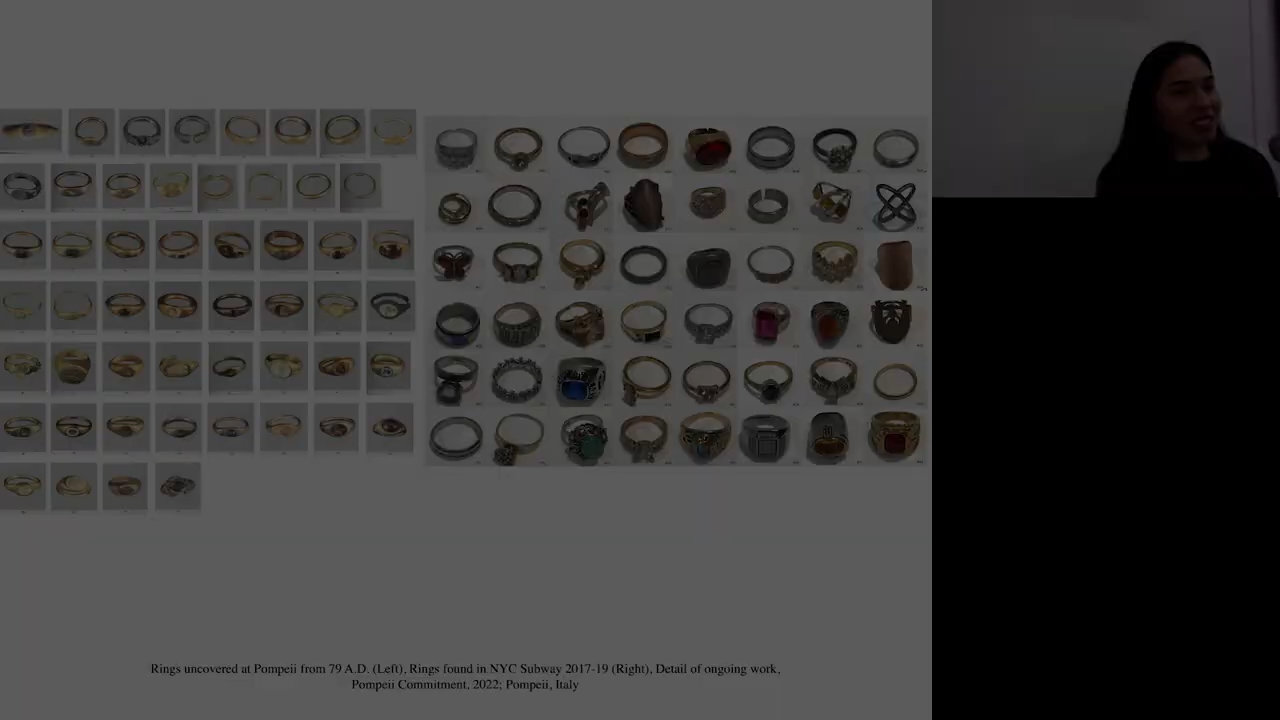 Rings uncovered at Pompeii from 79 A.D. (Left), Rings found in NYC Subway 2017-19 (Right), Detail of ongoing work,
Pompeii Commitment, 2022; Pompeii, Italy